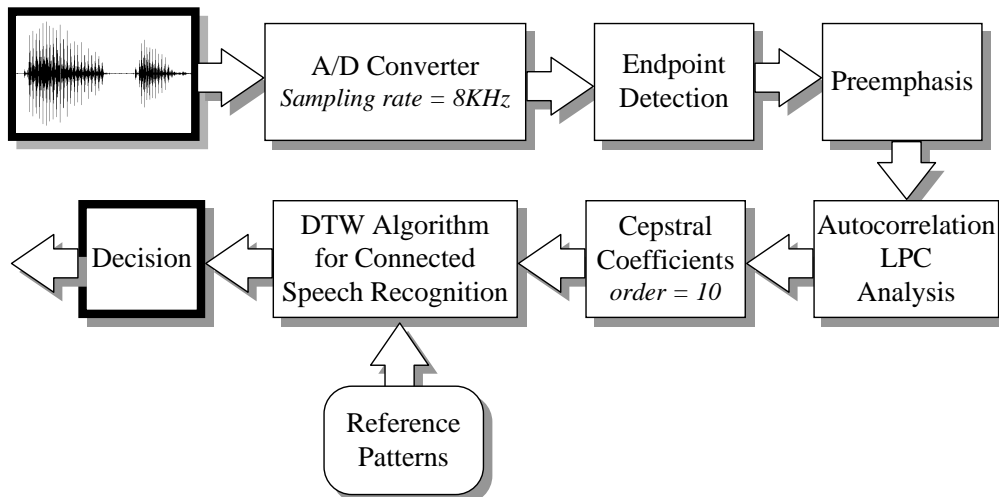 A/D Converter
Sampling rate = 8KHz
Endpoint
Detection
Preemphasis
Autocorrelation
LPC
Analysis
Cepstral
Coefficients
order = 10
DTW Algorithm
for Connected
Speech Recognition
Decision
Reference
Patterns